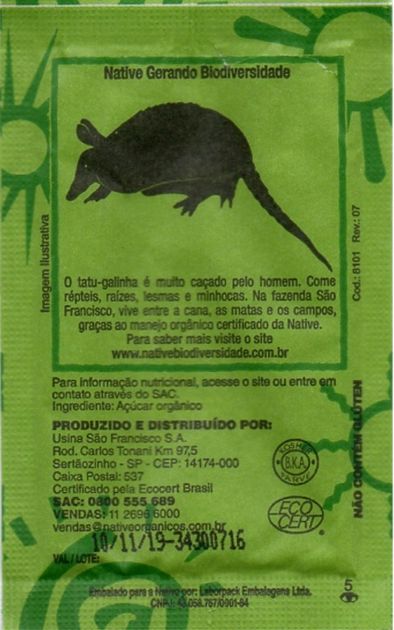 Native Gerando Biodiversidade
Imagem Ilustrativa
O tatu-galinha é muito caçado pelo homem. Come
répteis, raízes, lesmas e minhocas. Na fazenda São
Francisco, vive entre a cana, as matas e os campos,
graças ao manejo orgânico certificado da Native.
Para saber mais visite o site
www.nativebiodiversidade.com.br
Cod.: 8101 Rev.: 07
Para informação nutricional, acesse o site ou entre em
contato através do SAC.
Ingrediente: Açúcar orgânico
PRODUZIDO E DISTRIBUÍDO POR:
Usina São Francisco S.A.
Rod. Carlos Tonani Km 97,5
Sertãozinho - SP - CEP: 14174-000
Caixa Postal: 537
Certificado pela Ecocert Brasil
SAC: 0800 555 689
VENDAS: 11 2696 6000
vendas@nativeorganicos.com.br
KOSHER
B.K.A.
PARVE
ECO
CERT
®
NÃO CONTÉM GLÚTEN
10/11/19-34300716
VAL/LOTE:
Embalado para a Native por: Laborpack Embalagens Ltda.
CNPJ: 43.058.767/0001-84
5